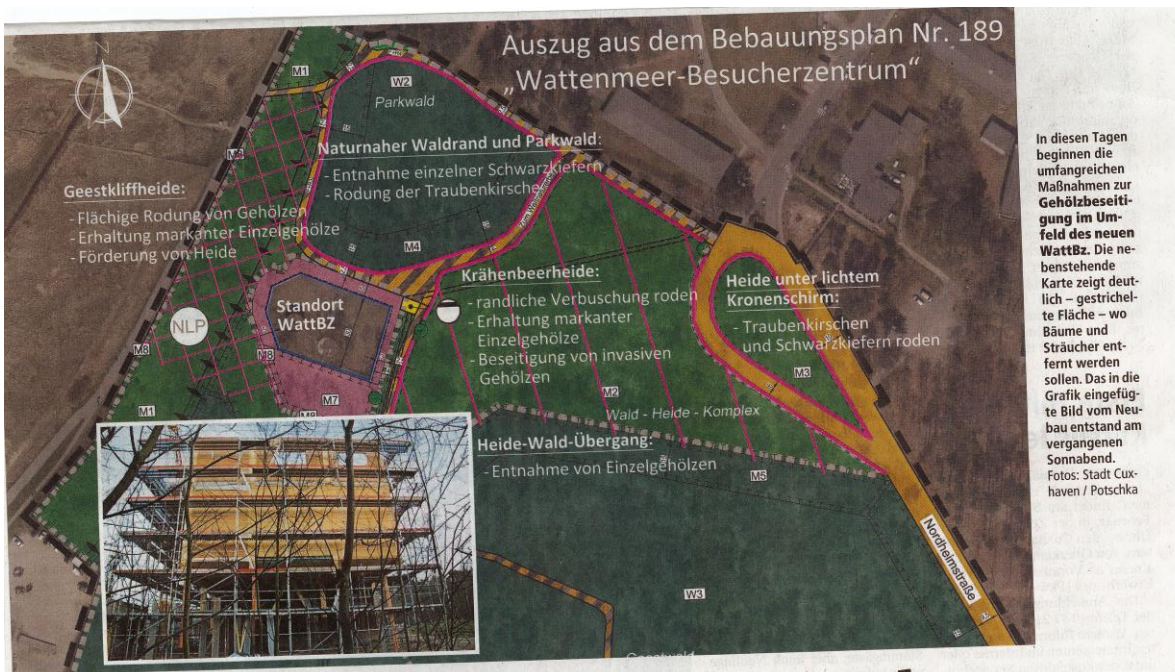 Auszug aus dem Bebauungsplan Nr. 189
„Wattenmeer-Besucherzentrum“
N
M1
W2
Parkwald
Naturnaher Waldrand und Parkwald:
- Entnahme einzelner Schwarzkiefern
- Rodung der Traubenkirsche
Geestkliffheide:
- Flächige Rodung von Gehölzen
- Erhaltung markanter Einzelgehölze
- Förderung von Heide
M4
Krähenbeerheide:
- randliche Verbuschung roden
- Erhaltung markanter
Einzelgehölze
- Beseitigung von invasiven
Gehölzen
Heide unter lichtem
Kronenschirm:
- Traubenkirschen
und Schwarzkiefern roden
Standort
WattBZ
NLP
M8
M8
M7
M1
M2
M3
Wald - Heide - Komplex
Heide-Wald-Übergang:
- Entnahme von Einzelgehölzen
M5
W3
Nordheimstraße
In diesen Tagen
beginnen die
umfangreichen
Maßnahmen zur
Gehölzbeseiti-
gung im Um-
feld des neuen
WattBz. Die ne-
benstehende
Karte zeigt deut-
lich – gestrichel-
te Fläche – wo
Bäume und
Sträucher ent-
fernt werden
sollen. Das in die
Grafik eingefüg-
te Bild vom Neu-
bau entstand am
vergangenen
Sonnabend.
Fotos: Stadt Cux-
haven / Potschka